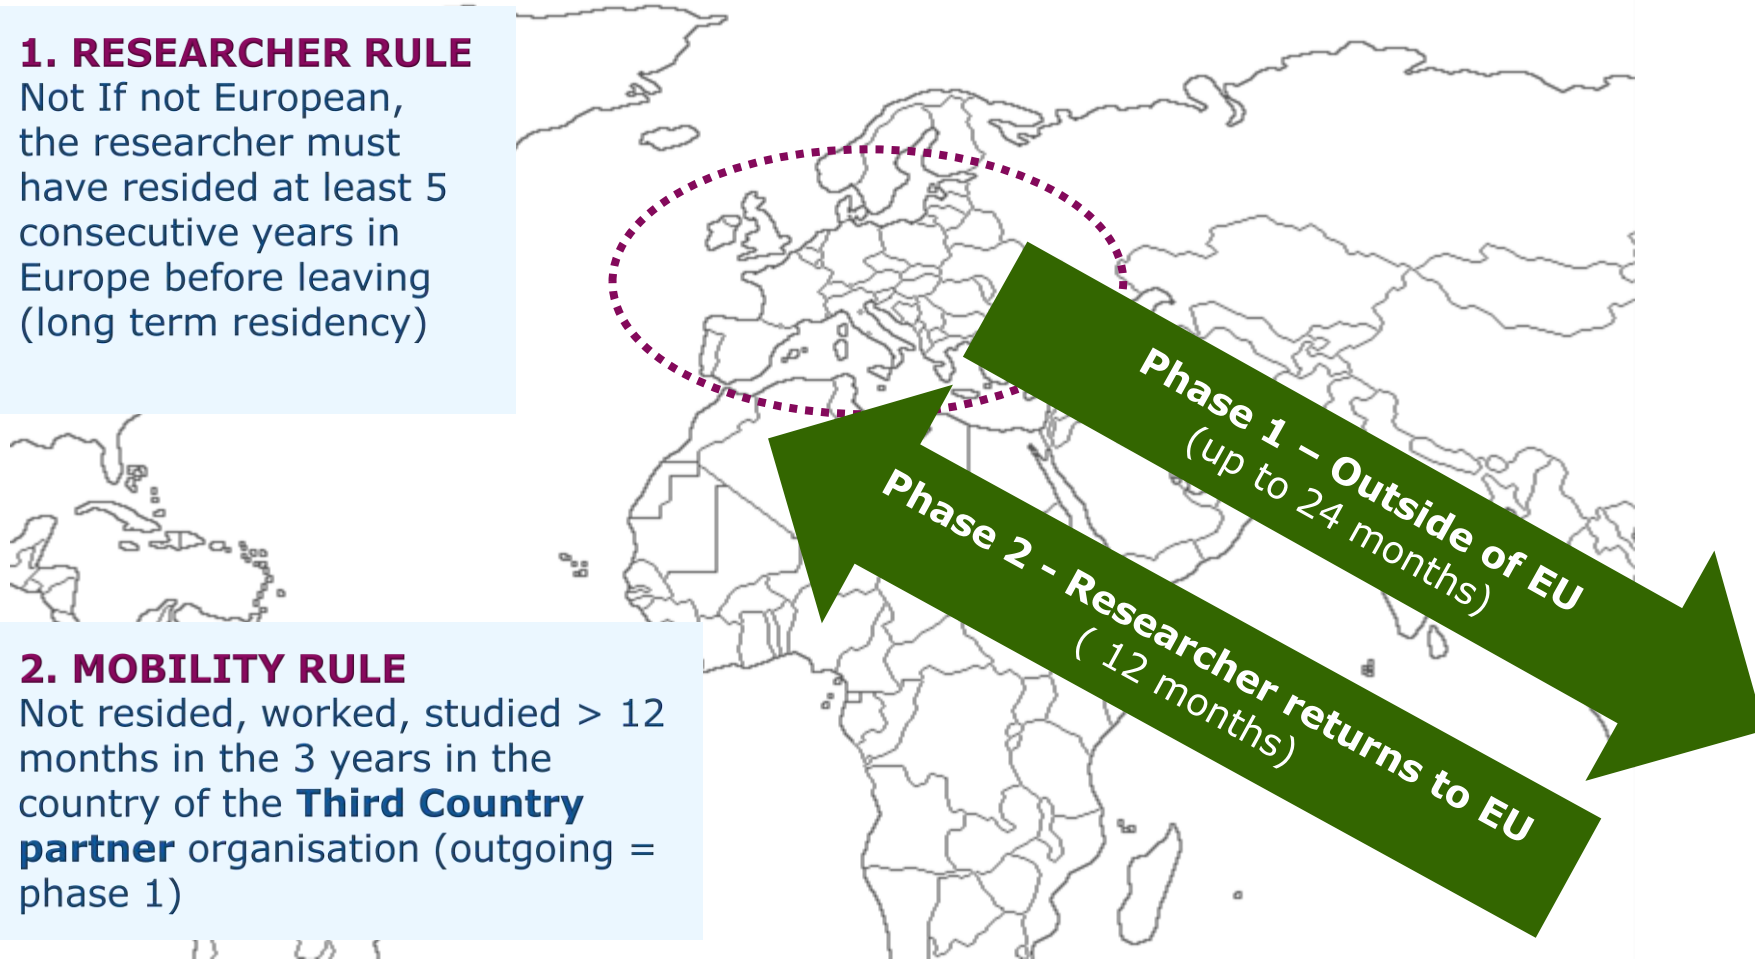 1. RESEARCHER RULE
Not If not European,
the researcher must
have resided at least 5
consecutive years in
Europe before leaving
(long term residency)
Phase 1 – Outside of EU
(up to 24 months)
Phase 2 - Researcher returns to EU
( 12 months)
2. MOBILITY RULE
Not resided, worked, studied > 12
months in the 3 years in the
country of the Third Country
partner organisation (outgoing =
phase 1)